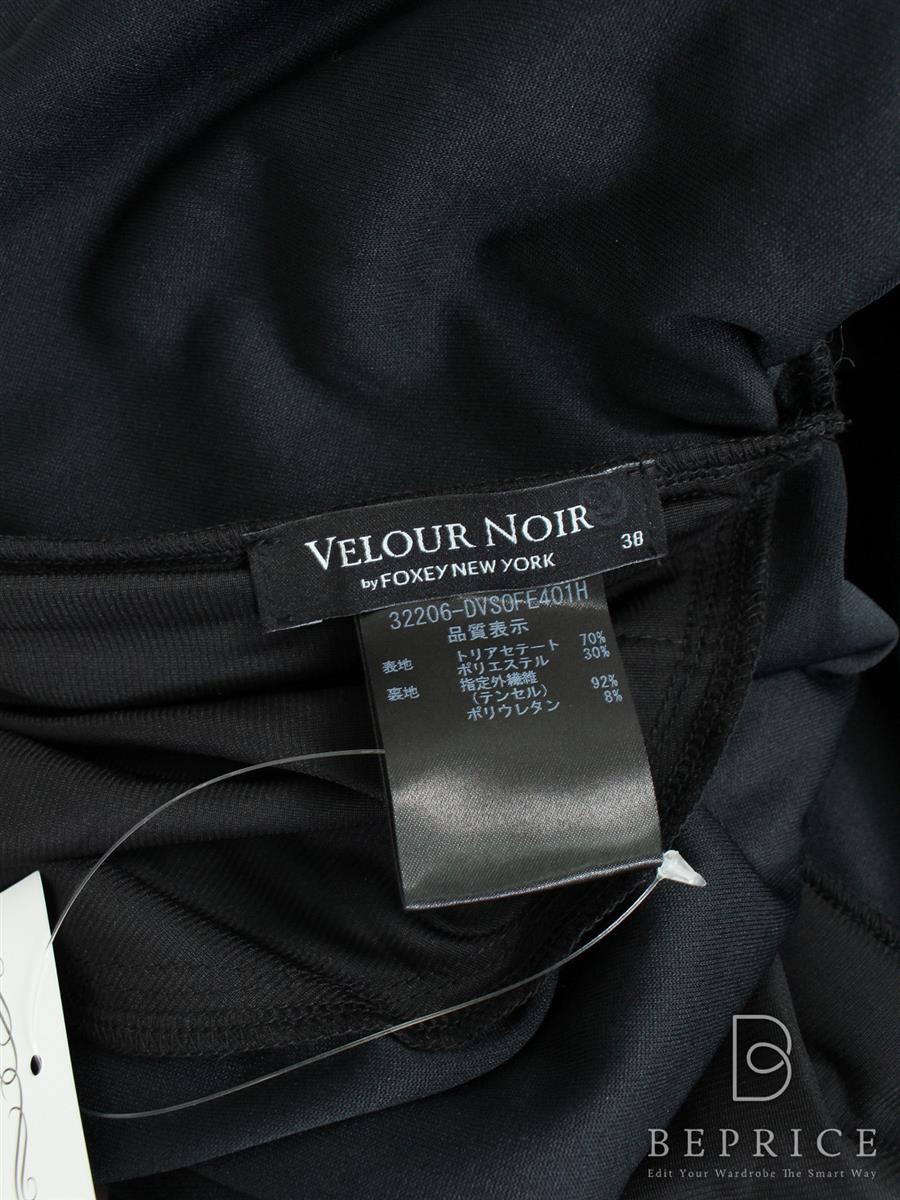 VELOUR NOIR
38
by FOXEY NEW YORK
32206-DVSOFE401H
品質表示
表地 トリアセテート 70%
ポリエステル 30%
裏地 指定外繊維 92%
(テンセル)
ポリウレタン 8%
BEPRICE
Edit Your Wardrobe The Smart Way